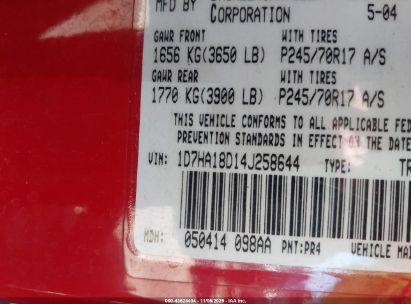 MFD BY
CORPORATION 5-04
GAWR FRONT WITH TIRES
1656 KG(3650 LB) P245/70R17 A/S
GAWR REAR WITH TIRES
1770 KG(3900 LB) P245/70R17 A/S
THIS VEHICLE CONFORMS TO ALL APPLICABLE FED
PREVENTION STANDARDS IN EFFECT ON THE DATE
VIN: 1D7HA18D14J258644 TYPE: TR
MDH: 050414 098AA PNT:PR4 VEHICLE MA